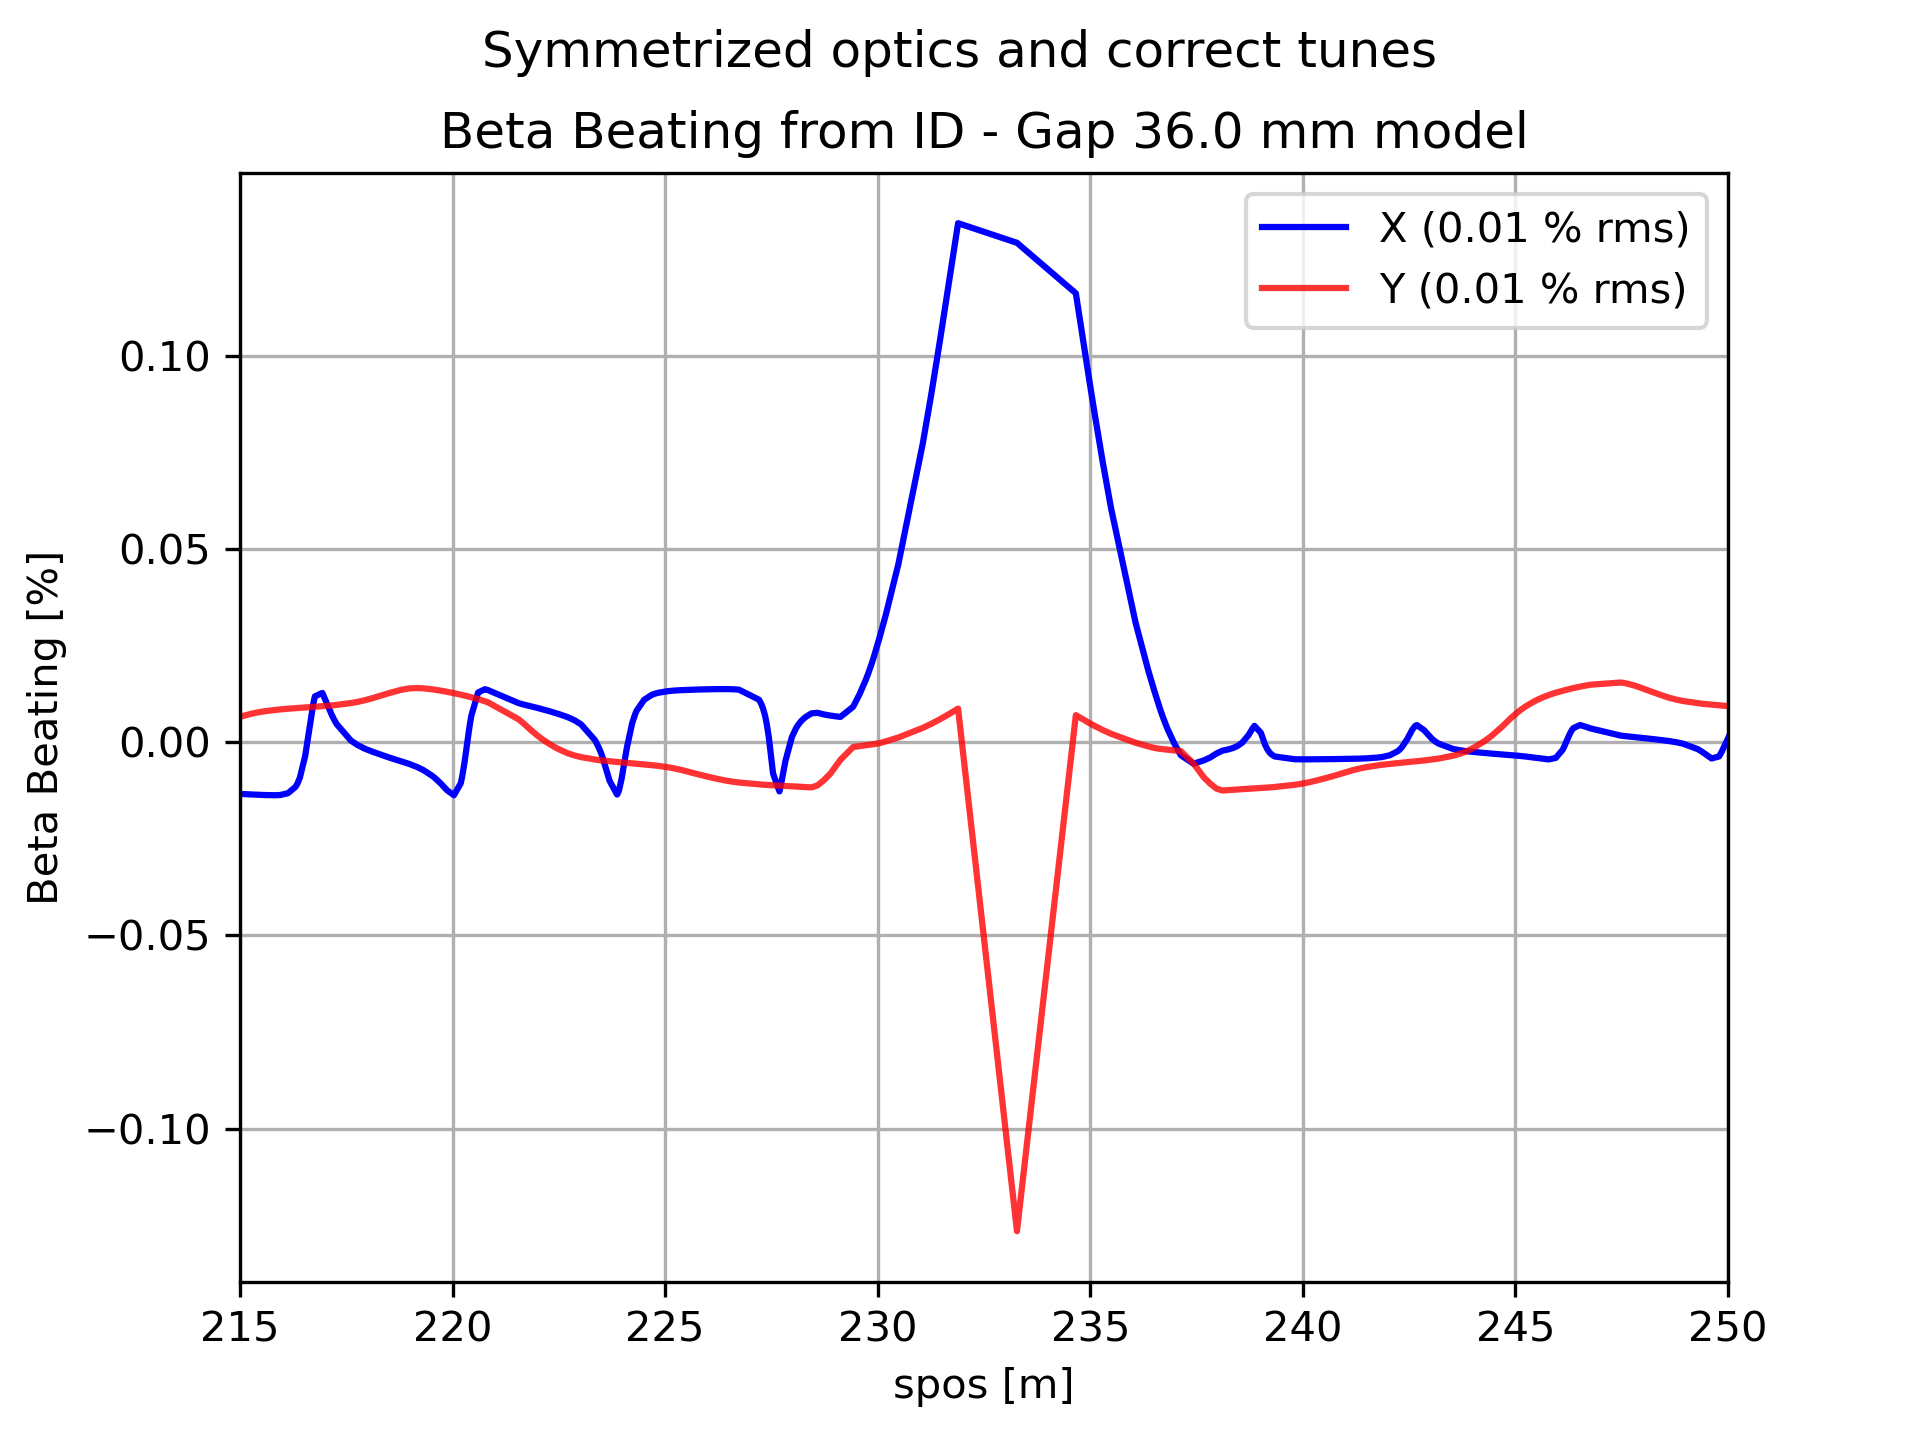 Symmetrized optics and correct tunes
Beta Beating from ID - Gap 36.0 mm model
X (0.01 % rms)
Y (0.01 % rms)
Beta Beating [%]
0.10
0.05
0.00
−0.05
−0.10
215 220 225 230 235 240 245 250
spos [m]